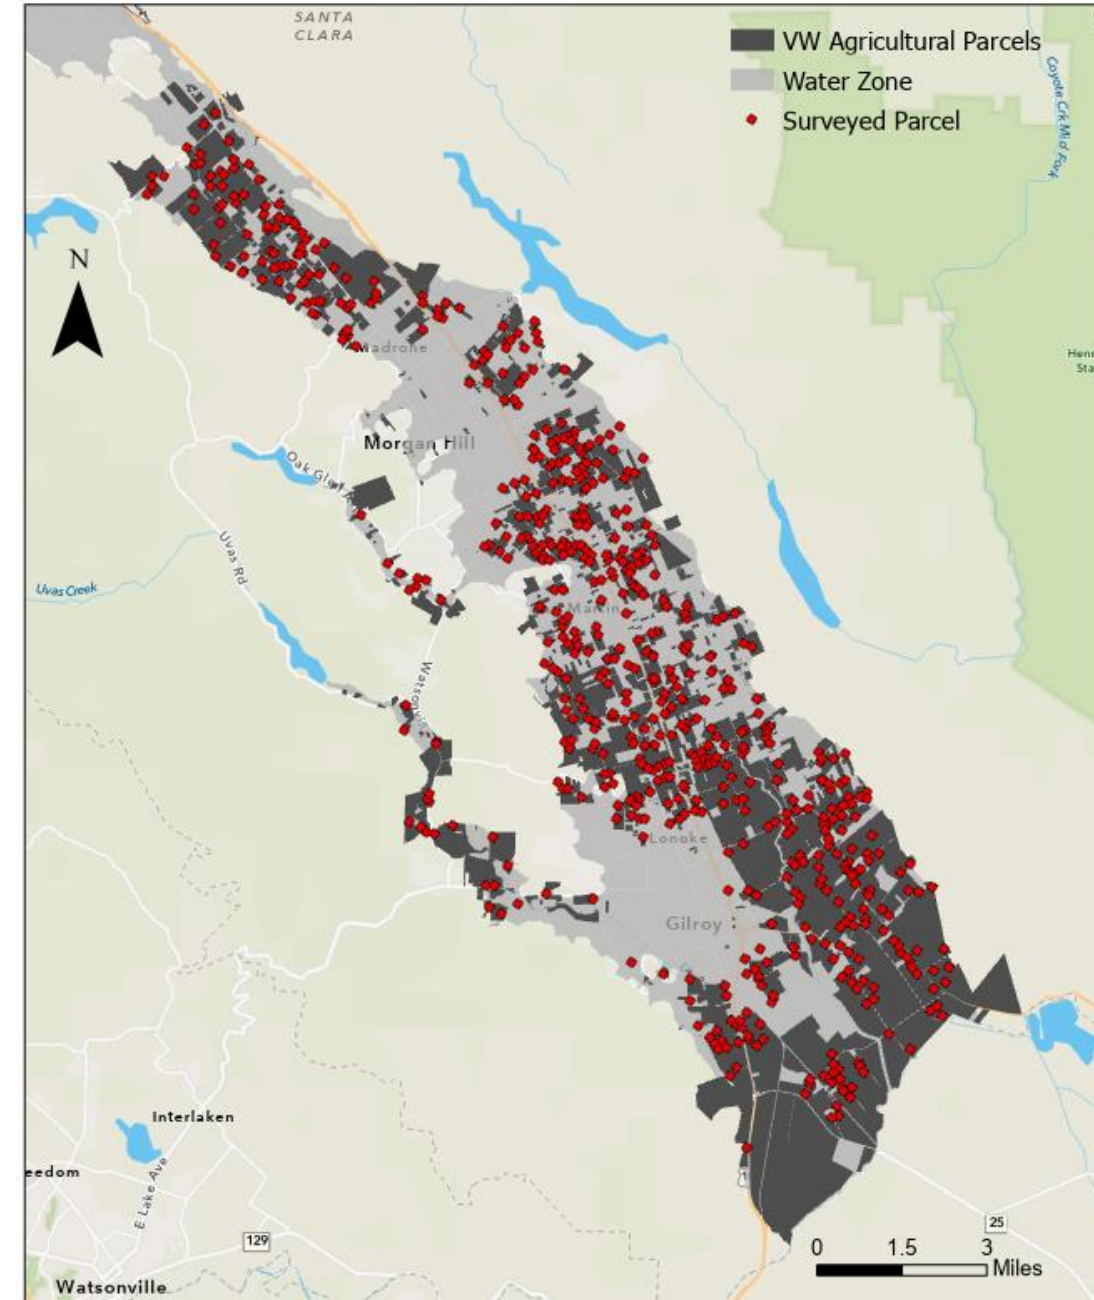 SANTA
CLARA
VW Agricultural Parcels
Water Zone
Surveyed Parcel
Coyote Crk Mid Fork
N
Madrone
Morgan Hill
Uvas Rd
Uvas Creek
Martin
Lonoke
Gilroy
Interlaken
E Lake Ave
129
25
0 1.5 3
Miles
Watsonville